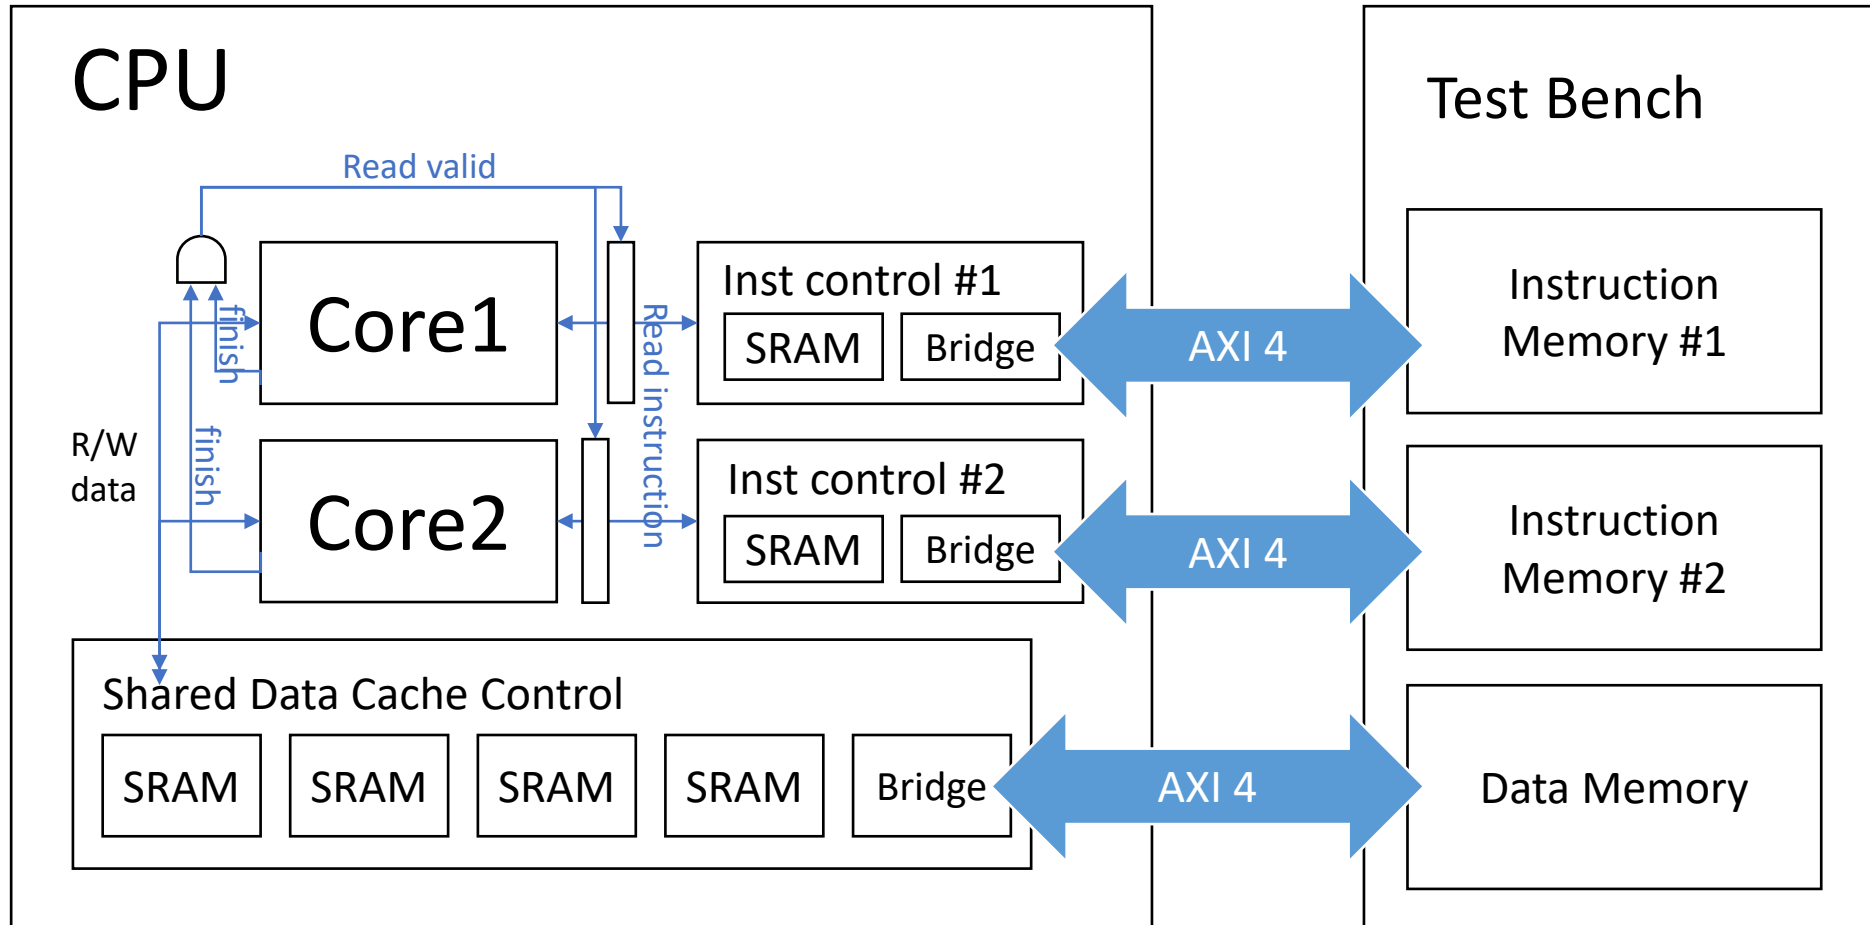 CPU
Test Bench
Read valid
finish
Core1
Read instruction
Inst control #1
SRAM
Bridge
AXI 4
Instruction
Memory #1
R/W
data
finish
Core2
Inst control #2
SRAM
Bridge
AXI 4
Instruction
Memory #2
Shared Data Cache Control
SRAM
SRAM
SRAM
SRAM
Bridge
AXI 4
Data Memory